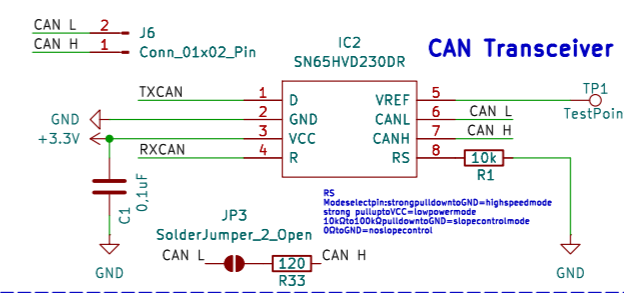 CAN L 2 J6
CAN H 1 Conn_01x02_Pin
CAN Transceiver
IC2
SN65HVD230DR
TXCAN 1 D VREF 5 TP1
TestPoin
GND 2 GND CANL 6 CAN L
+3.3V 3 VCC CANH 7 CAN H
RXCAN 4 R RS 8 10k
R1
C1 0,1uF
RS
Modeselectpin:strongpulldowntoGND=highspeedmode
strong pulluptoVCC=lowpowermode
10kΩto100kΩpulldowntoGND=slopecontrolmode
0ΩtoGND=noslopecontrol
JP3
SolderJumper_2_Open
CAN L 120 CAN H
R33
GND
GND